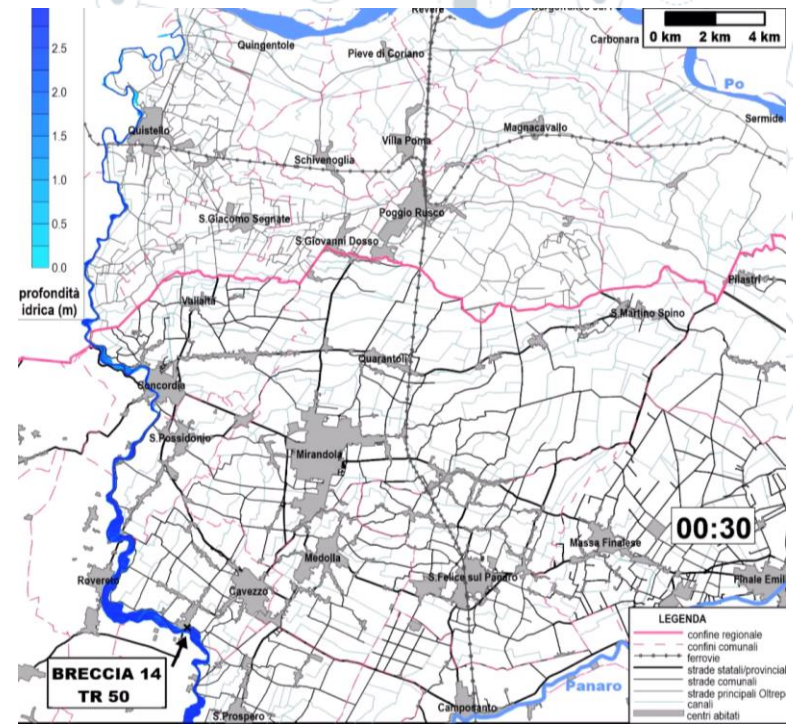 Revere
Quingentole
Pieve di Coriano
Carbonara
0 km 2 km 4 km
Po
Sermide
2.5
2.0
1.5
1.0
0.5
0.0
profondità
idrica (m)
Quistello
Schivenoglia
Villa Poma
Magnacavallo
S.Giacomo Segnate
Poggio Rusco
S.Giovanni Dosso
Pilastri
Vallalta
S.Martino Spino
Quarantoli
Concordia
S.Possidonio
Mirandola
00:30
Massa Finalese
Medolla
Rovereto
Cavezzo
S.Felice sul Panaro
Finale Emil
BRECCIA 14
TR 50
S.Prospero
Camposanto
Panaro
LEGENDA
confine regionale
confini comunali
ferrovie
strade statali/provincial
strade comunali
strade principali Oltrep
canali
centri abitati